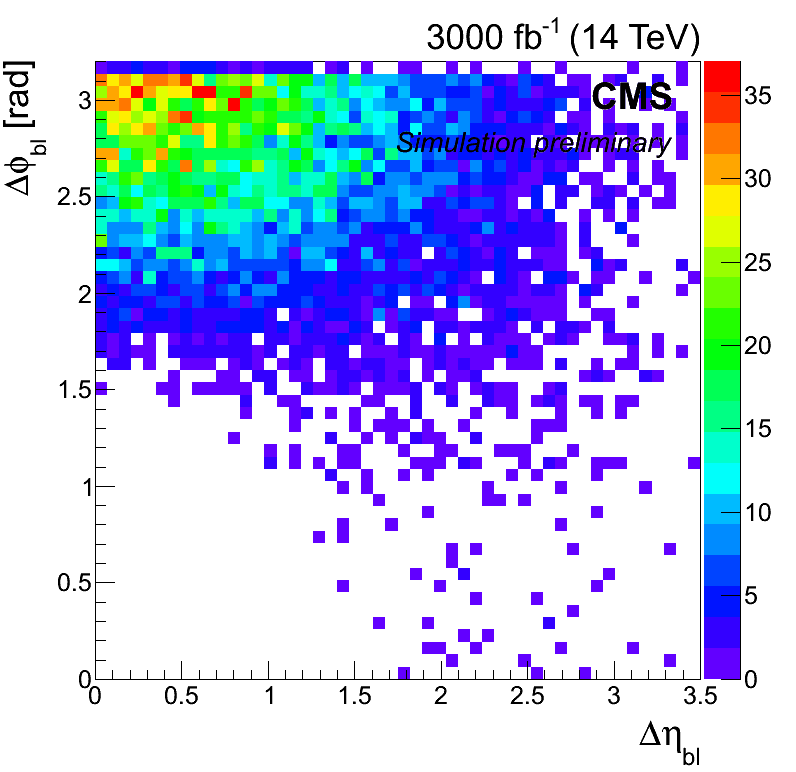 3000 fb⁻¹ (14 TeV)
Δϕ_bl [rad]
CMS
Simulation preliminary
3
2.5
2
1.5
1
0.5
0
0 0.5 1 1.5 2 2.5 3 3.5
Δη_bl
35
30
25
20
15
10
5
0